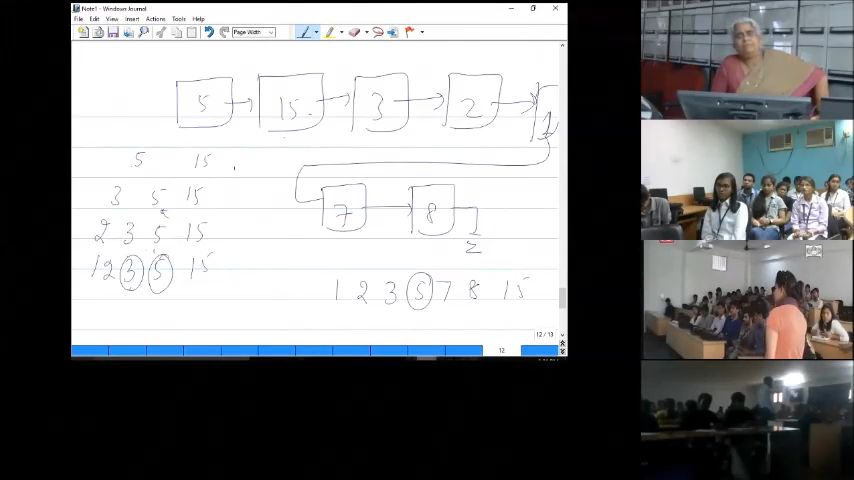 Note1 - Windows Journal
File Edit View Insert Actions Tools Help
Page Width
5 15. 3 2 1
5 15
3 5 15
2 3 5 15
1 2 3 5 15
7 8
1 2 3 5 7 8 15
12 / 13
12